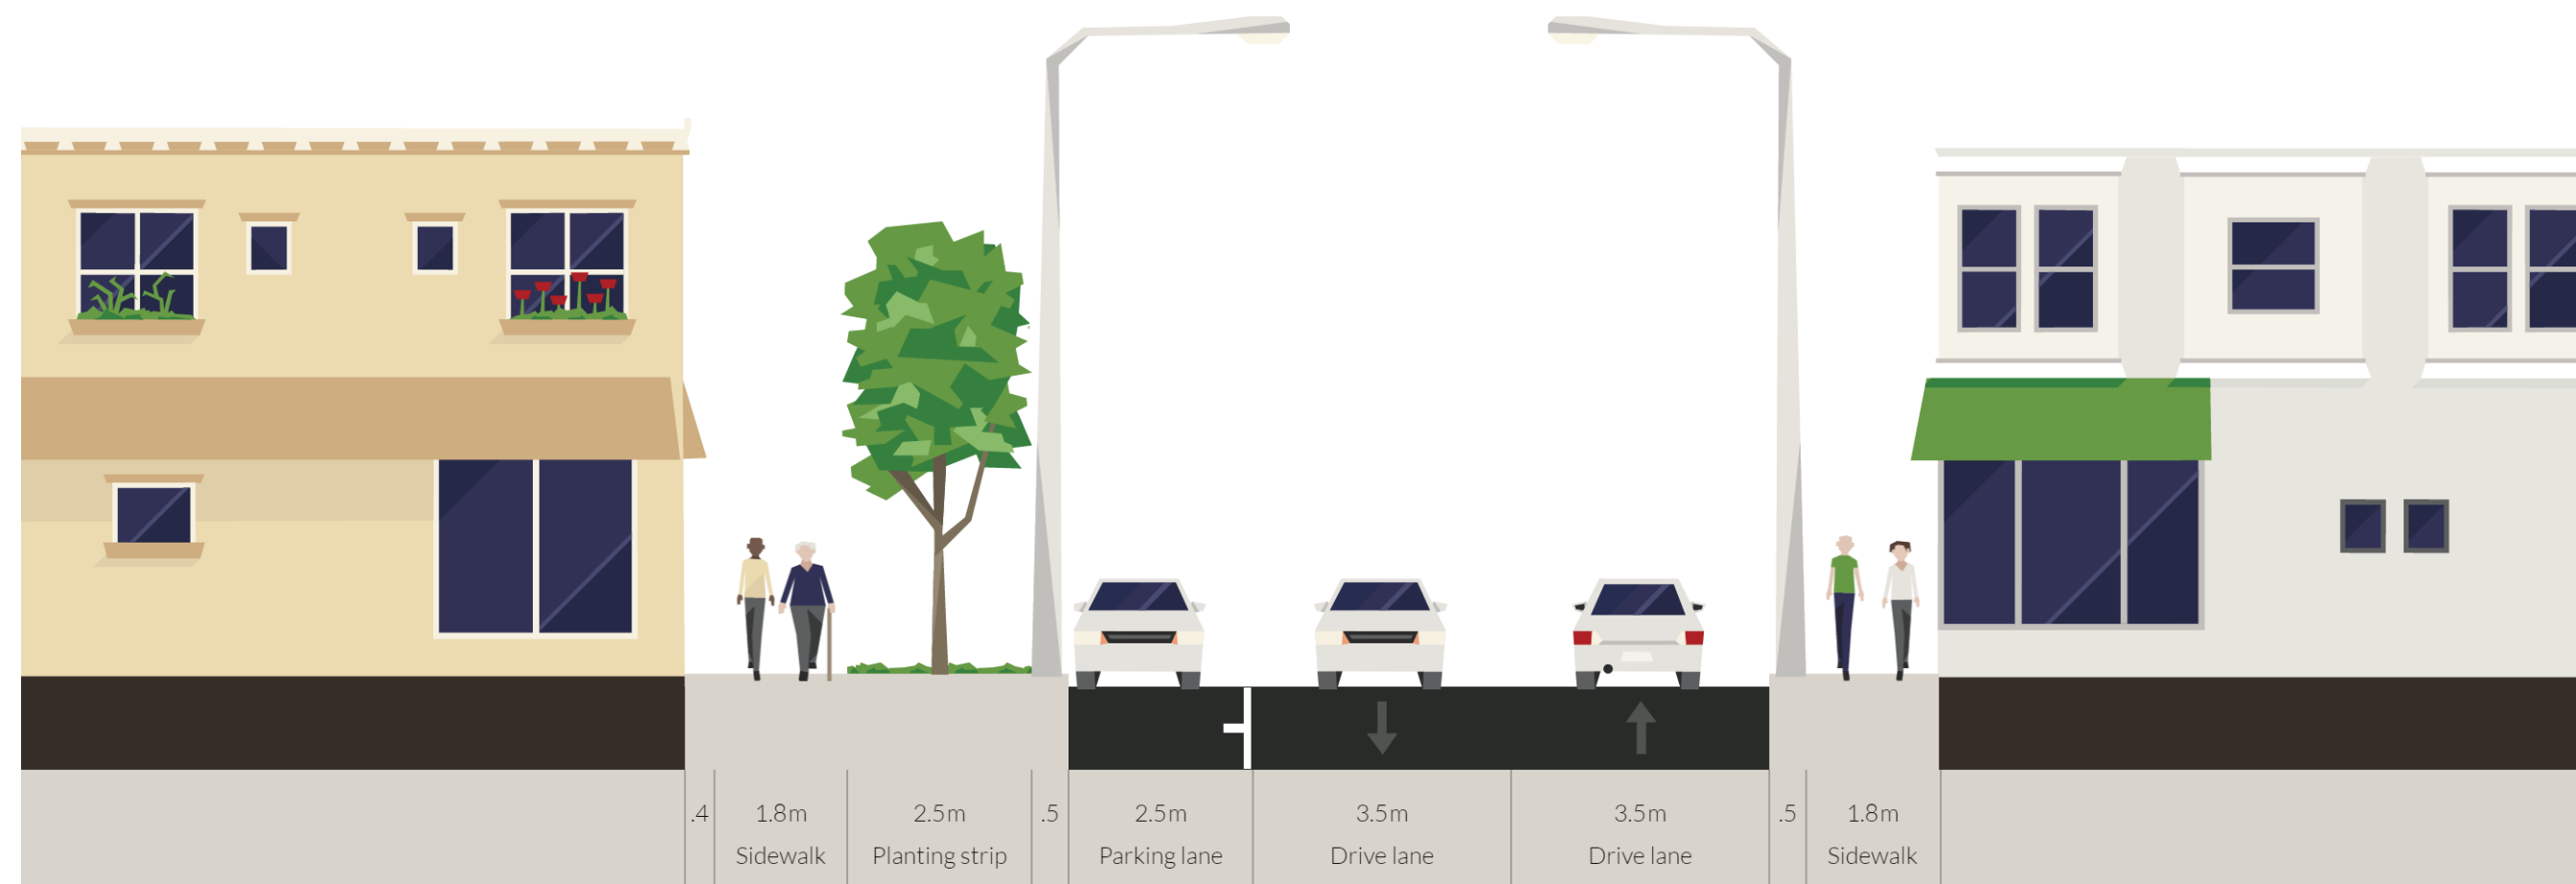 .4
1.8m
Sidewalk
2.5m
Planting strip
.5
2.5m
Parking lane
3.5m
Drive lane
3.5m
Drive lane
.5
1.8m
Sidewalk